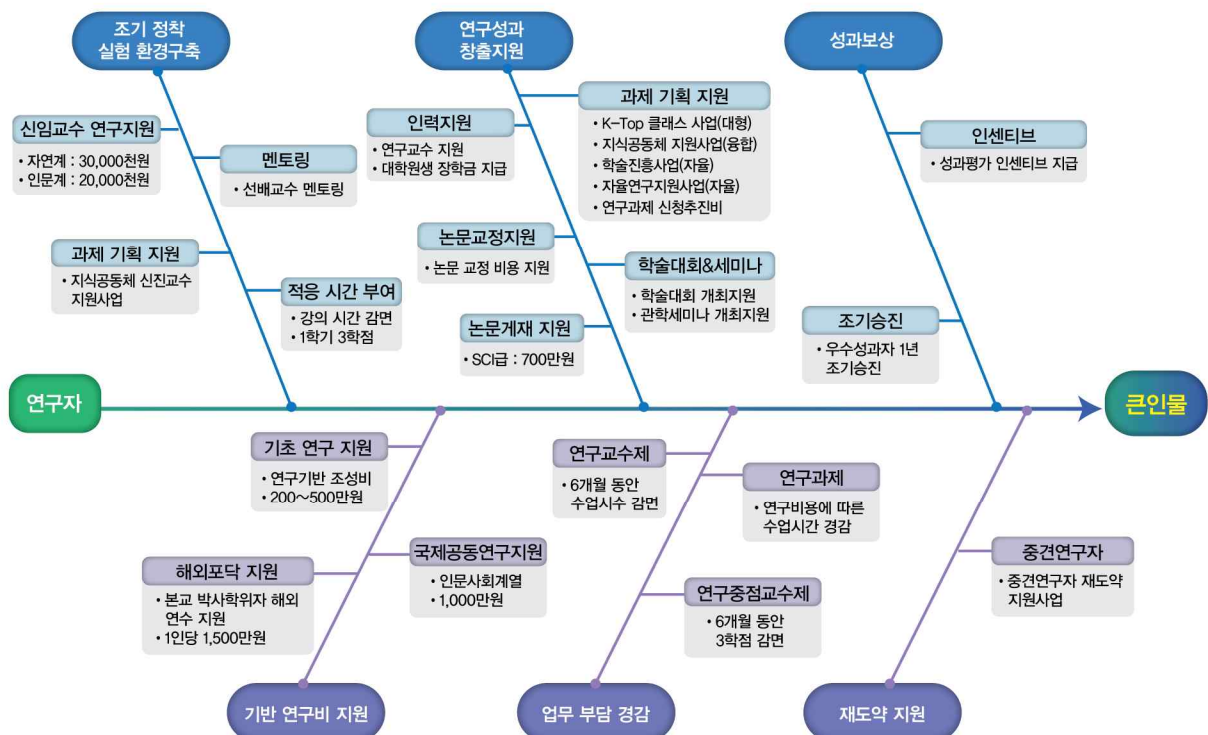 조기 정착
실험 환경구축
신임교수 연구지원
• 자연계 : 30,000천원
• 인문계 : 20,000천원
멘토링
• 선배교수 멘토링
과제 기획 지원
• 지식공동체 신진교수
지원사업
적응 시간 부여
• 강의 시간 감면
• 1학기 3학점
연구성과
창출지원
인력지원
• 연구교수 지원
• 대학원생 장학금 지급
과제 기획 지원
• K-Top 클래스 사업(대형)
• 지식공동체 지원사업(융합)
• 학술진흥사업(자율)
• 자율연구지원사업(자율)
• 연구과제 신청추진비
논문교정지원
• 논문 교정 비용 지원
학술대회&세미나
• 학술대회 개최지원
• 관학세미나 개최지원
논문게재 지원
• SCI급 : 700만원
성과보상
인센티브
• 성과평가 인센티브 지급
조기승진
• 우수성과자 1년
조기승진
연구자
큰인물
기초 연구 지원
• 연구기반 조성비
• 200~500만원
국제공동연구지원
• 인문사회계열
• 1,000만원
해외포닥 지원
• 본교 박사학위자 해외
연수 지원
• 1인당 1,500만원
기반 연구비 지원
연구교수제
• 6개월 동안
수업시수 감면
연구과제
• 연구비용에 따른
수업시간 경감
연구중점교수제
• 6개월 동안
3학점 감면
업무 부담 경감
중견연구자
• 중견연구자 재도약
지원사업
재도약 지원